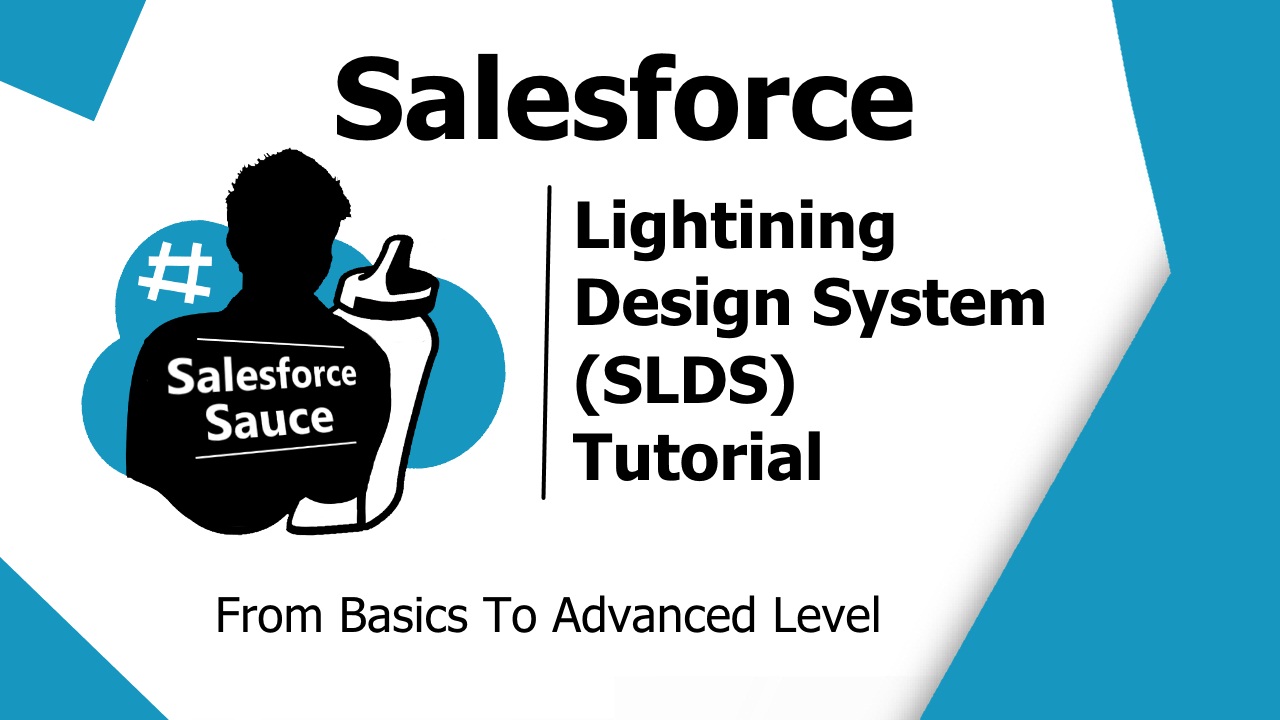 Salesforce
#
Salesforce
Sauce
Lightining
Design System
(SLDS)
Tutorial
From Basics To Advanced Level